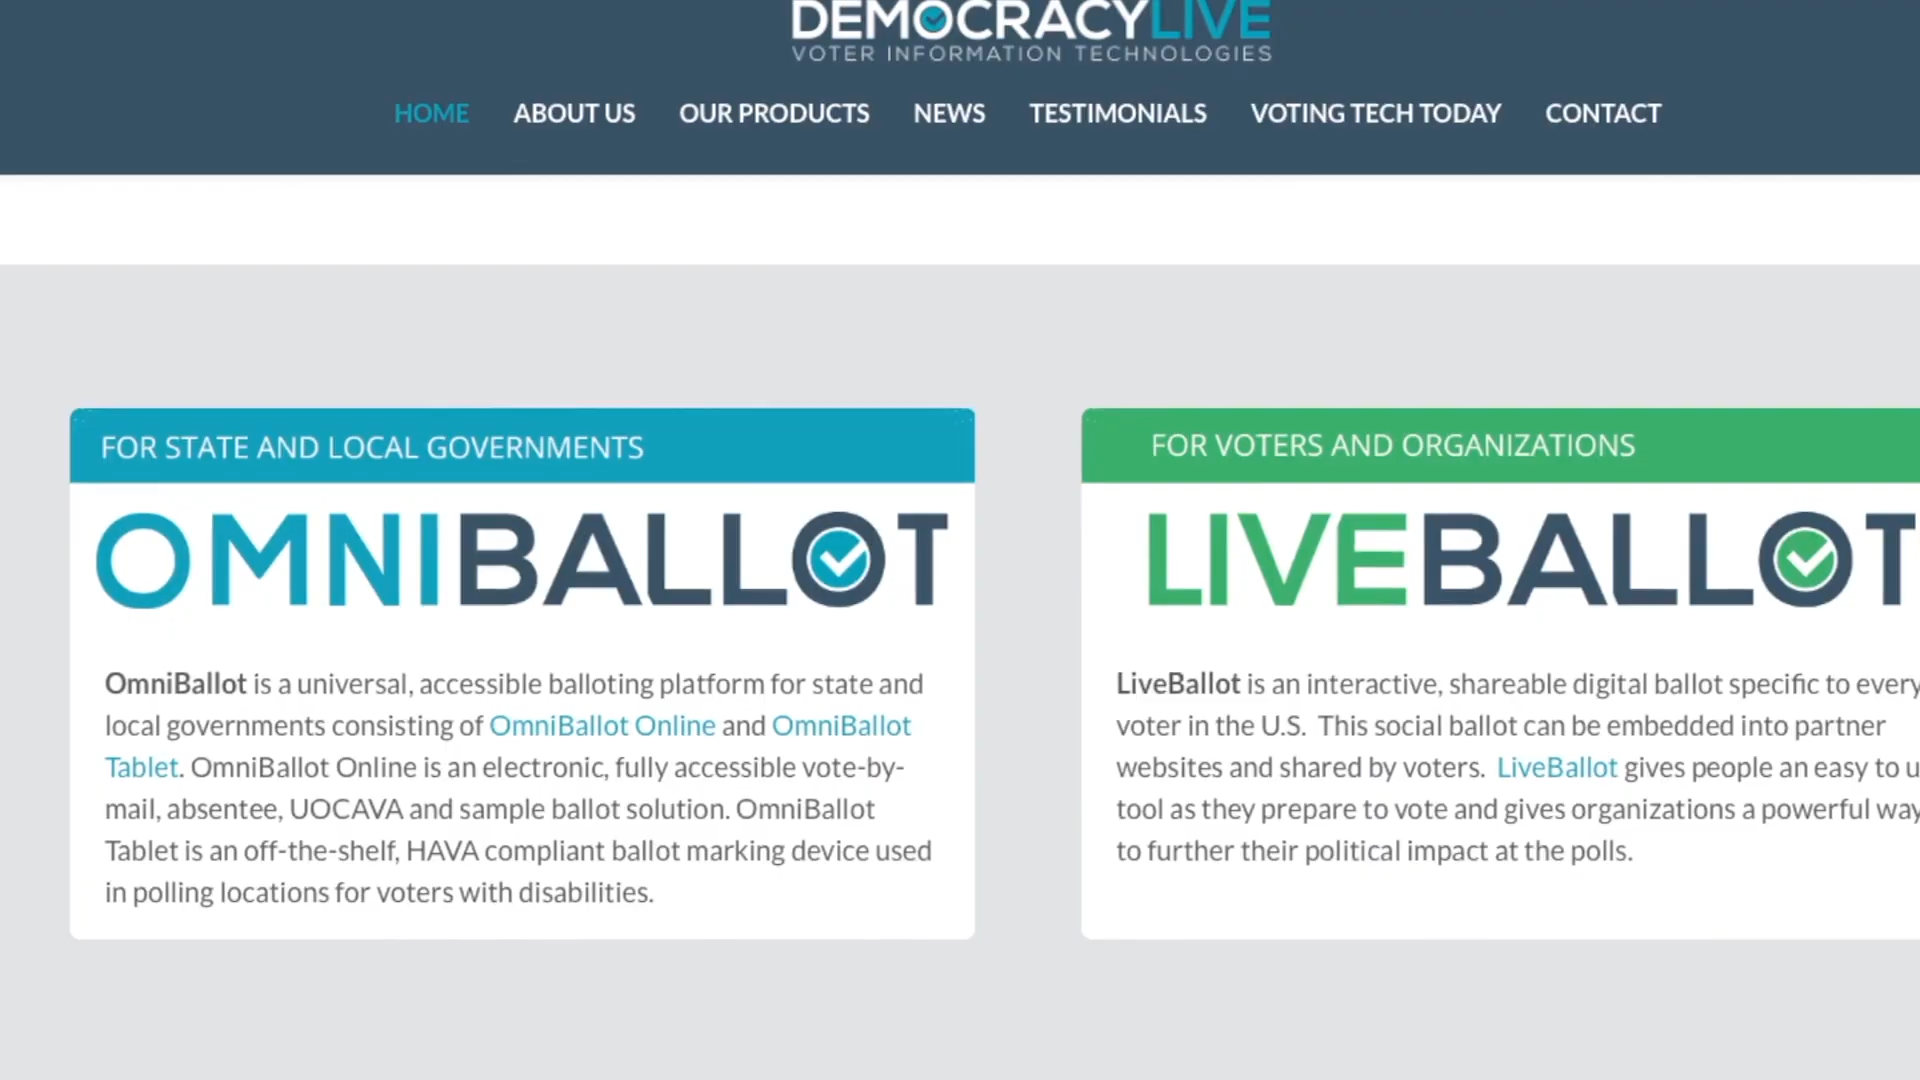 DEMOCRACYLIVE
VOTER INFORMATION TECHNOLOGIES
HOME ABOUT US OUR PRODUCTS NEWS TESTIMONIALS VOTING TECH TODAY CONTACT
FOR STATE AND LOCAL GOVERNMENTS
OMNIBALLOT
OmniBallot is a universal, accessible balloting platform for state and
local governments consisting of OmniBallot Online and OmniBallot
Tablet. OmniBallot Online is an electronic, fully accessible vote-by-
mail, absentee, UOCAVA and sample ballot solution. OmniBallot
Tablet is an off-the-shelf, HAVA compliant ballot marking device used
in polling locations for voters with disabilities.
FOR VOTERS AND ORGANIZATIONS
LIVEBALLOT
LiveBallot is an interactive, shareable digital ballot specific to every
voter in the U.S. This social ballot can be embedded into partner
websites and shared by voters. LiveBallot gives people an easy to
tool as they prepare to vote and gives organizations a powerful way
to further their political impact at the polls.